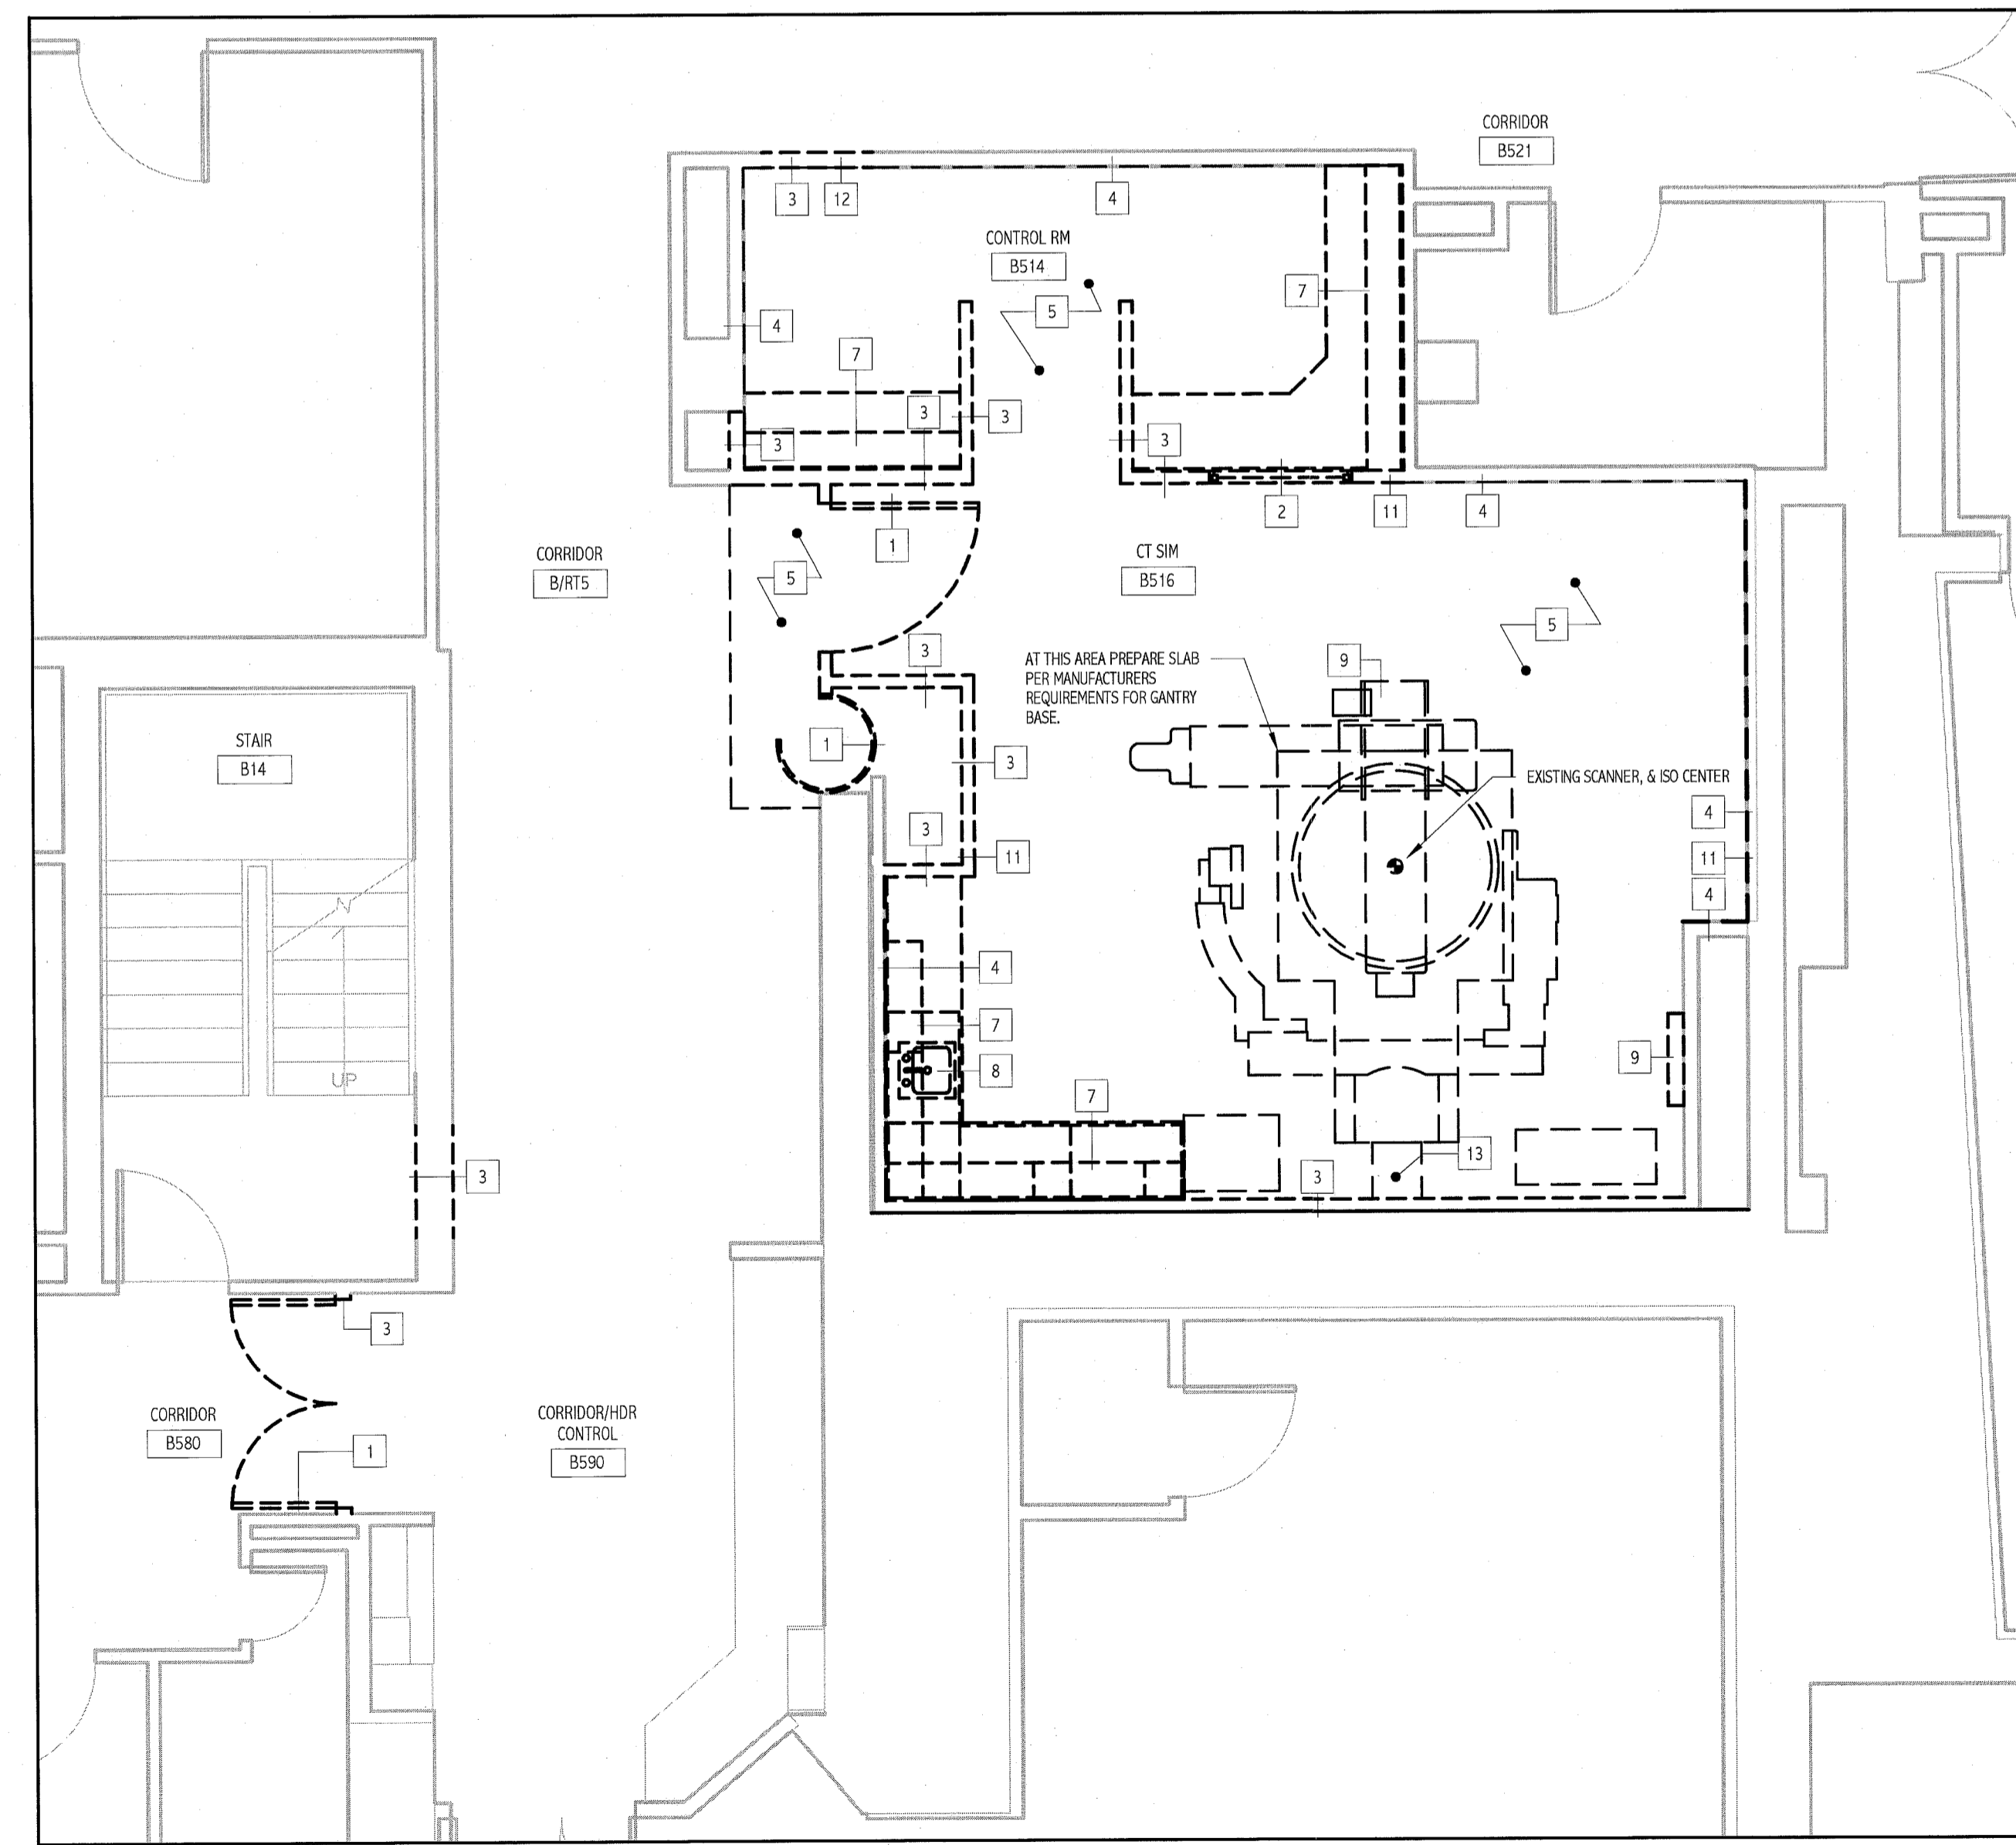 CORRIDOR
B521
3
12
4
CONTROL RM
B514
7
5
4
7
3
3
3
3
2
11
4
1
CORRIDOR
B/RT5
5
CT SIM
B516
5
3
AT THIS AREA PREPARE SLAB
PER MANUFACTURERS
REQUIREMENTS FOR GANTRY
BASE.
9
STAIR
B14
1
3
EXISTING SCANNER, & ISO CENTER
4
3
11
11
4
4
7
9
8
UP
7
13
3
3
3
CORRIDOR
B580
CORRIDOR/HDR
CONTROL
B590
1